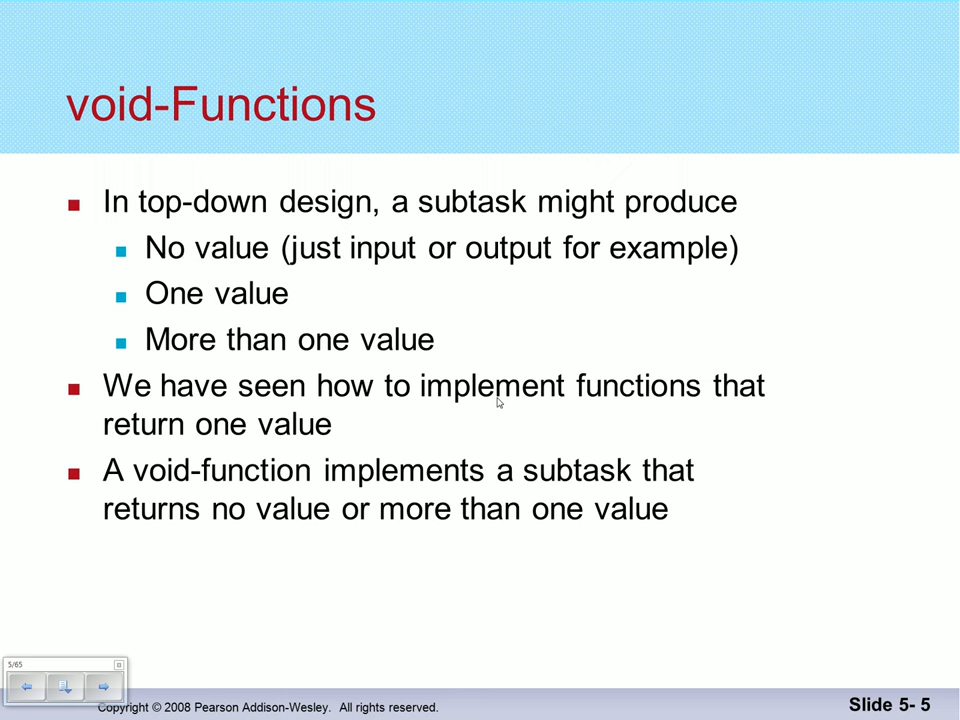 void-Functions
In top-down design, a subtask might produce
No value (just input or output for example)
One value
More than one value
We have seen how to implement functions that
return one value
A void-function implements a subtask that
returns no value or more than one value
5/65
Copyright © 2008 Pearson Addison-Wesley. All rights reserved.
Slide 5- 5